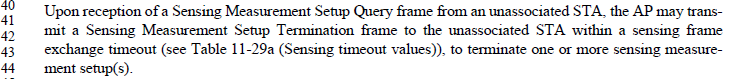 40 Upon reception of a Sensing Measurement Setup Query frame from an unassociated STA, the AP may trans-
41 mit a Sensing Measurement Setup Termination frame to the unassociated STA within a sensing frame
42 exchange timeout (see Table 11-29a (Sensing timeout values)), to terminate one or more sensing measure-
43 ment setup(s).
44